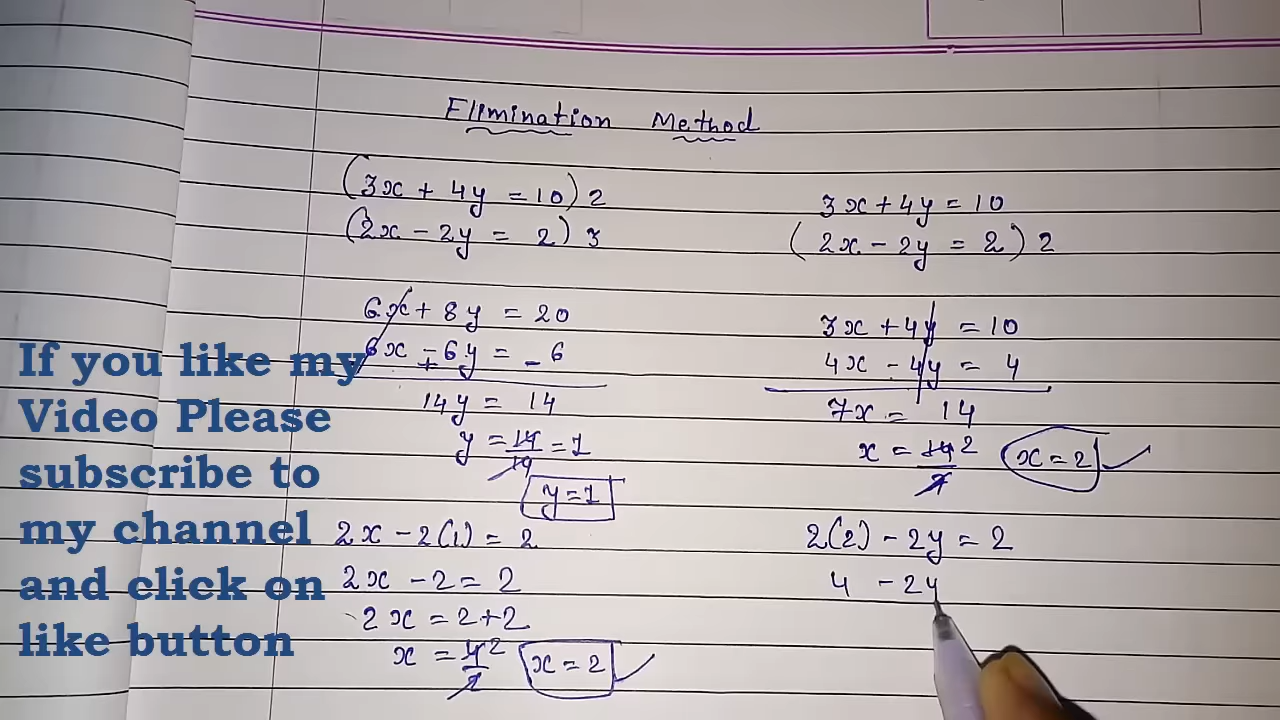 Elimination Method
(3x + 4y = 10) 2
(2x - 2y = 2) 3
6x + 8y = 20
6x - 6y = 6
+ -
14y = 14
y = 14/14 = 1
y = 1
2x - 2(1) = 2
2x - 2 = 2
2x = 2+2
x = 4/2 2
x = 2
3x + 4y = 10
(2x - 2y = 2) 2
3x + 4y = 10
4x - 4y = 4
7x = 14
x = 14/7 2
x = 2
2(2) - 2y = 2
4 - 2y
If you like my
Video Please
subscribe to
my channel
and click on
like button